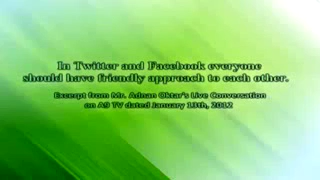 In Twitter and Facebook everyone
should have friendly approach to each other.
Excerpt from Mr. Adnan Oktar's Live Conversation
on A9 TV dated January 13th, 2012